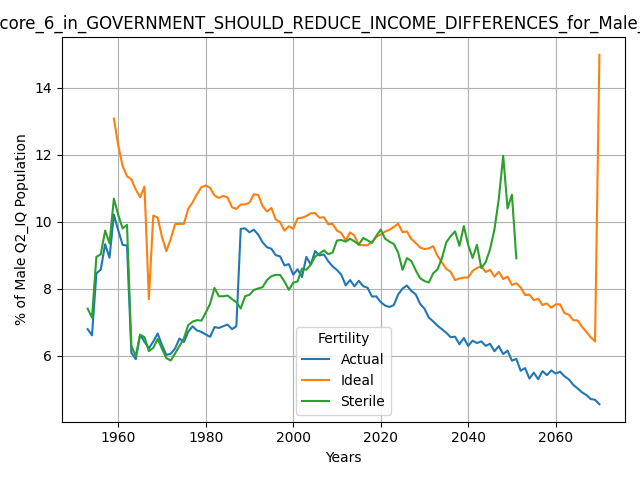 core_6_in_GOVERNMENT_SHOULD_REDUCE_INCOME_DIFFERENCES_for_Male_
% of Male Q2_IQ Population
14
12
10
8
6
Fertility
Actual
Ideal
Sterile
1960 1980 2000 2020 2040 2060
Years